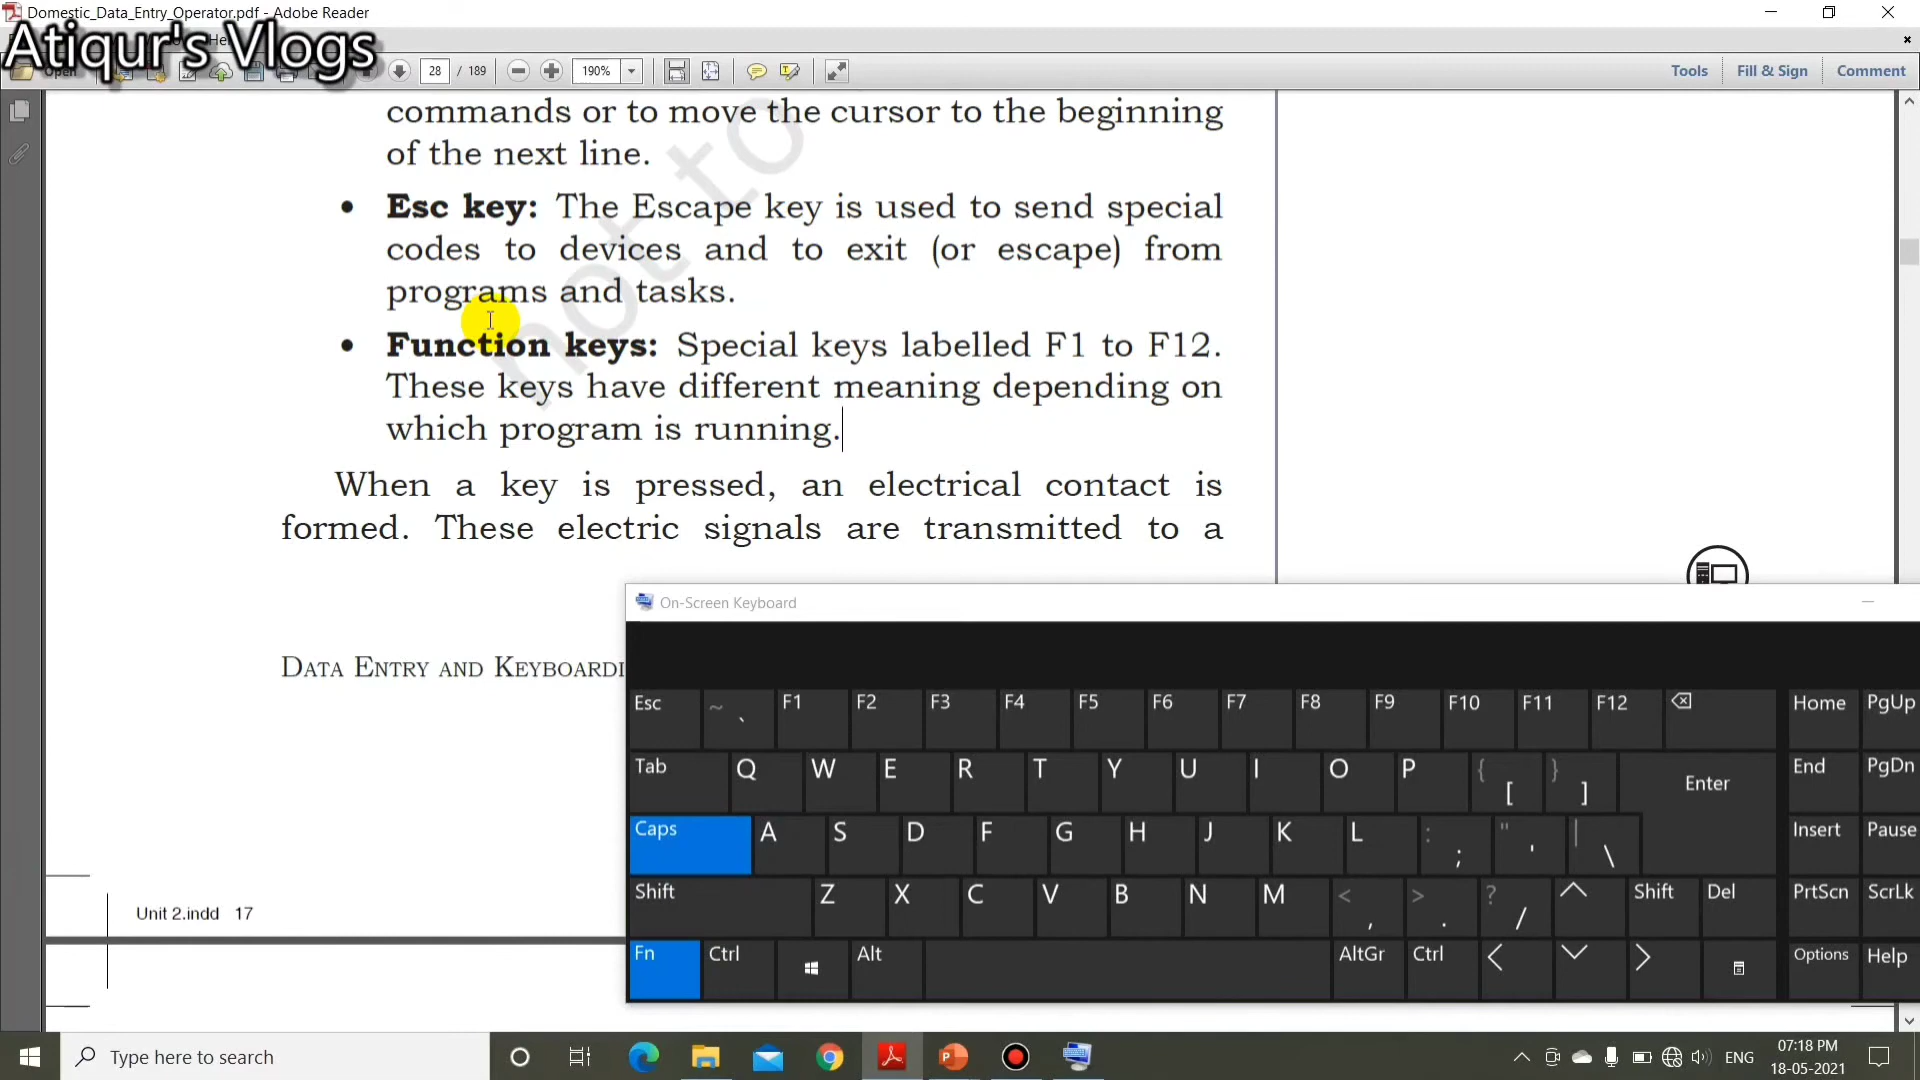 Domestic_Data_Entry_Operator.pdf - Adobe Reader
Atiqur's Vlogs
Open
28 / 189
190%
Tools
Fill & Sign
Comment
commands or to move the cursor to the beginning
of the next line.
• Esc key: The Escape key is used to send special
codes to devices and to exit (or escape) from
programs and tasks.
• Function keys: Special keys labelled F1 to F12.
These keys have different meaning depending on
which program is running.
When a key is pressed, an electrical contact is
formed. These electric signals are transmitted to a
not to
DATA ENTRY AND KEYBOARDI
Unit 2.indd 17
On-Screen Keyboard
Esc ~ ` F1 F2 F3 F4 F5 F6 F7 F8 F9 F10 F11 F12 Home PgUp
Tab Q W E R T Y U I O P { [ } ] Enter End PgDn
Caps A S D F G H J K L : ; " ' | \ Insert Pause
Shift Z X C V B N M < , > . ? / Shift Del PrtScn ScrLk
Fn Ctrl Alt AltGr Ctrl Options Help
Type here to search
ENG
07:18 PM
18-05-2021